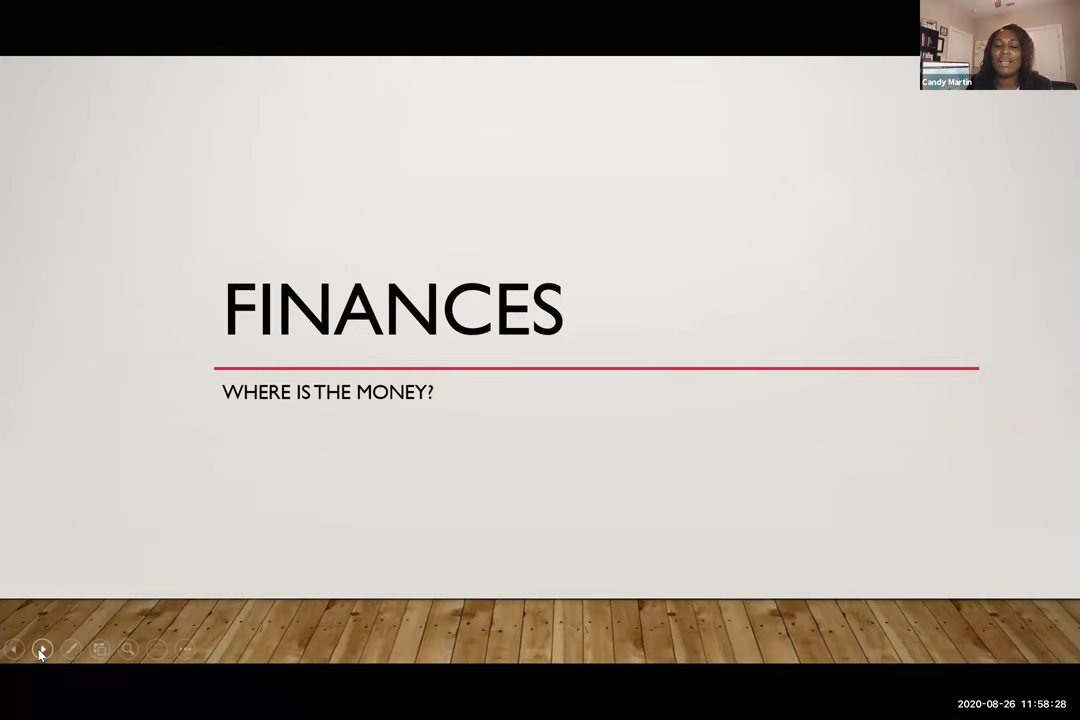 Candy Martin
FINANCES
WHERE IS THE MONEY?
2020-08-26 11:58:28